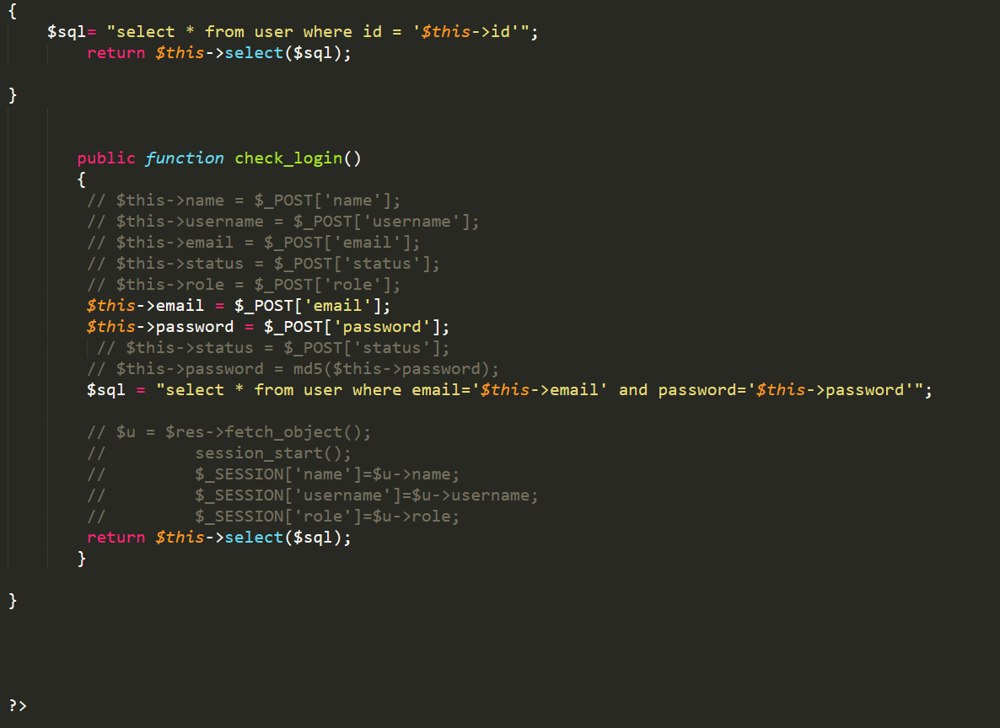 {
    $sql= "select * from user where id = '$this->id'";
        return $this->select($sql);
}
       public function check_login()
       {
        // $this->name = $_POST['name'];
        // $this->username = $_POST['username'];
        // $this->email = $_POST['email'];
        // $this->status = $_POST['status'];
        // $this->role = $_POST['role'];
        $this->email = $_POST['email'];
        $this->password = $_POST['password'];
         // $this->status = $_POST['status'];
        // $this->password = md5($this->password);
        $sql = "select * from user where email='$this->email' and password='$this->password'";
        // $u = $res->fetch_object();
        //         session_start();
        //         $_SESSION['name']=$u->name;
        //         $_SESSION['username']=$u->username;
        //         $_SESSION['role']=$u->role;
        return $this->select($sql);
       }
}
?>